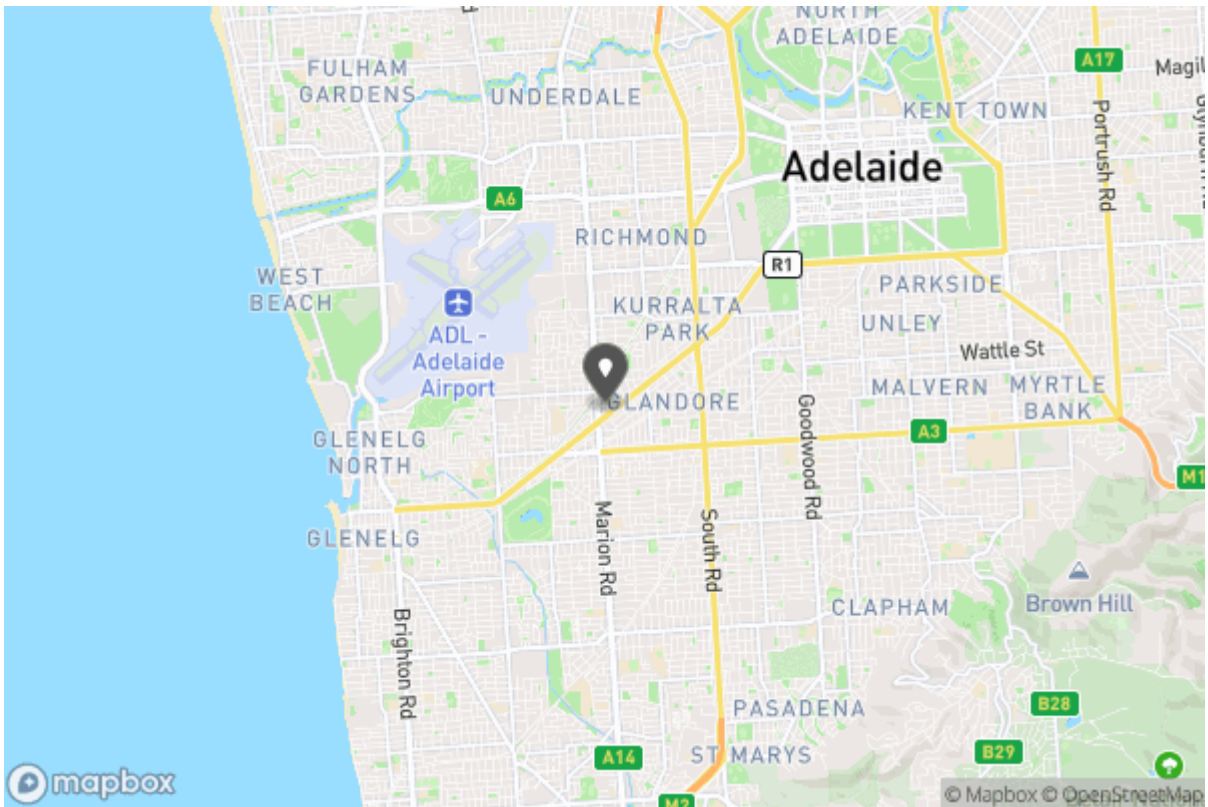 Rd
NORTH
ADELAIDE
A17
FULHAM
GARDENS
Magil
UNDERDALE
KENT TOWN
Portrush Rd
Adelaide
A6
RICHMOND
R1
WEST
BEACH
PARKSIDE
KURRALTA
PARK
UNLEY
ADL -
Adelaide
Airport
Wattle St
MALVERN
MYRTLE
BANK
GLANDORE
Goodwood Rd
A3
GLENELG
NORTH
M1
GLENELG
Marion Rd
South Rd
CLAPHAM
Brown Hill
Brighton Rd
PASADENA
B28
ST MARYS
A14
B29
M2
mapbox
© Mapbox © OpenStreetMap